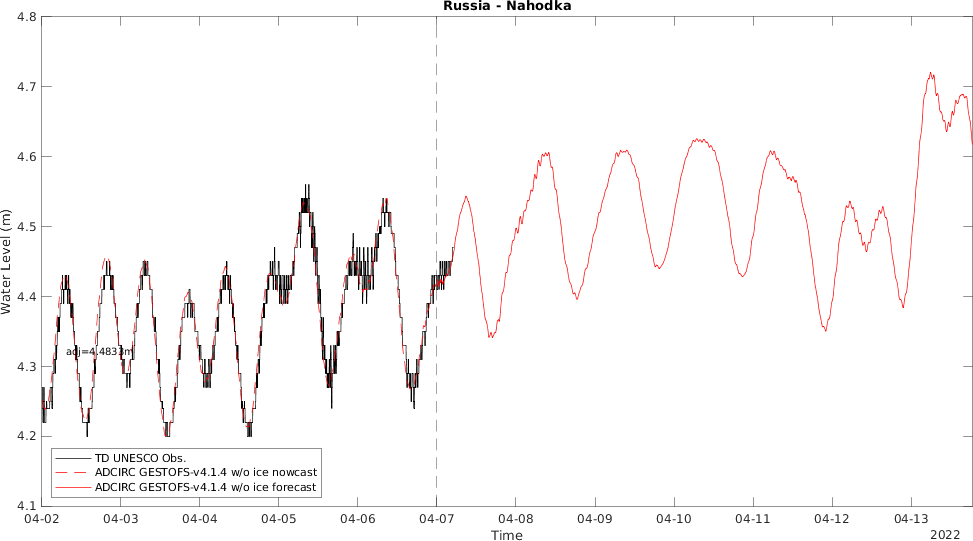 Russia - Nahodka
4.8
4.7
4.6
4.5
4.4
4.3
4.2
4.1
Water Level (m)
adj=4.4833m
TD UNESCO Obs.
ADCIRC GESTOFS-v4.1.4 w/o ice nowcast
ADCIRC GESTOFS-v4.1.4 w/o ice forecast
04-02 04-03 04-04 04-05 04-06 04-07 04-08 04-09 04-10 04-11 04-12 04-13
Time
2022